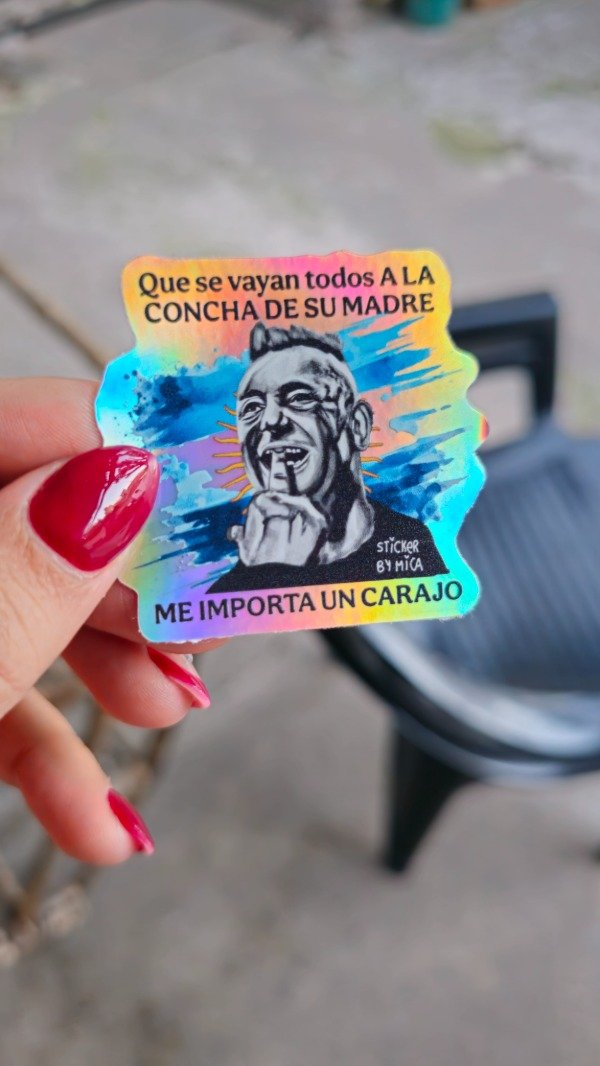 Que se vayan todos A LA
CONCHA DE SU MADRE
STICKER
BY MICA
ME IMPORTA UN CARAJO